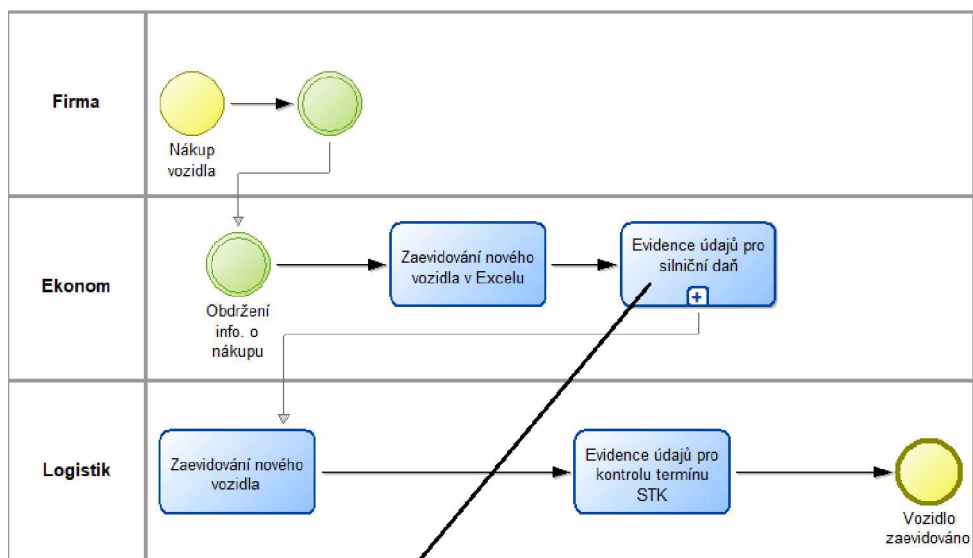 Firma
Nákup
vozidla
Ekonom
Obdržení
info. o
nákupu
Zaevidování nového
vozidla v Excelu
Evidence údajů pro
silniční daň
Logistik
Zaevidování nového
vozidla
Evidence údajů pro
kontrolu termínu
STK
Vozidlo
zaevidováno